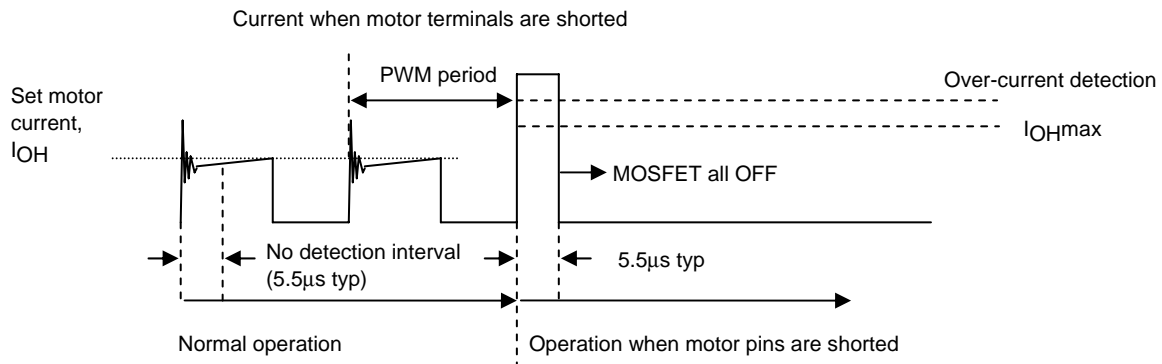 Current when motor terminals are shorted
PWM period
Over-current detection
Set motor
current,
IOH
IOHmax
MOSFET all OFF
No detection interval
(5.5μs typ)
5.5μs typ
Normal operation
Operation when motor pins are shorted